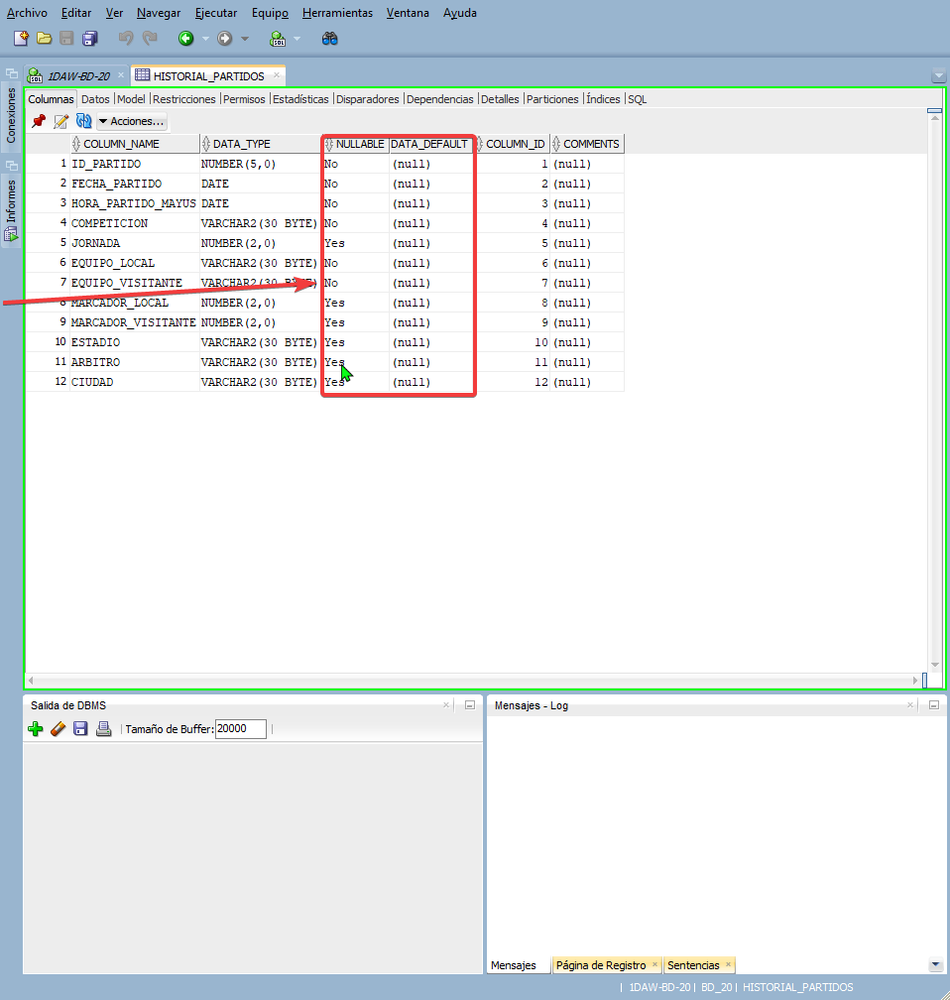 Archivo Editar Ver Navegar Ejecutar Equipo Herramientas Ventana Ayuda
SQL
SQL 1DAW-BD-20 HISTORIAL_PARTIDOS
Conexiones
Informes
Columnas Datos Model Restricciones Permisos Estadísticas Disparadores Dependencias Detalles Particiones Índices SQL
Acciones...
COLUMN_NAME DATA_TYPE NULLABLE DATA_DEFAULT COLUMN_ID COMMENTS
1 ID_PARTIDO NUMBER(5,0) No (null) 1 (null)
2 FECHA_PARTIDO DATE No (null) 2 (null)
3 HORA_PARTIDO_MAYUS DATE No (null) 3 (null)
4 COMPETICION VARCHAR2(30 BYTE) No (null) 4 (null)
5 JORNADA NUMBER(2,0) Yes (null) 5 (null)
6 EQUIPO_LOCAL VARCHAR2(30 BYTE) No (null) 6 (null)
7 EQUIPO_VISITANTE VARCHAR2(30 BYTE) No (null) 7 (null)
8 MARCADOR_LOCAL NUMBER(2,0) Yes (null) 8 (null)
9 MARCADOR_VISITANTE NUMBER(2,0) Yes (null) 9 (null)
10 ESTADIO VARCHAR2(30 BYTE) Yes (null) 10 (null)
11 ARBITRO VARCHAR2(30 BYTE) Yes (null) 11 (null)
12 CIUDAD VARCHAR2(30 BYTE) Yes (null) 12 (null)
Salida de DBMS
Tamaño de Buffer: 20000
Mensajes - Log
Mensajes Página de Registro Sentencias
1DAW-BD-20 | BD_20 | HISTORIAL_PARTIDOS